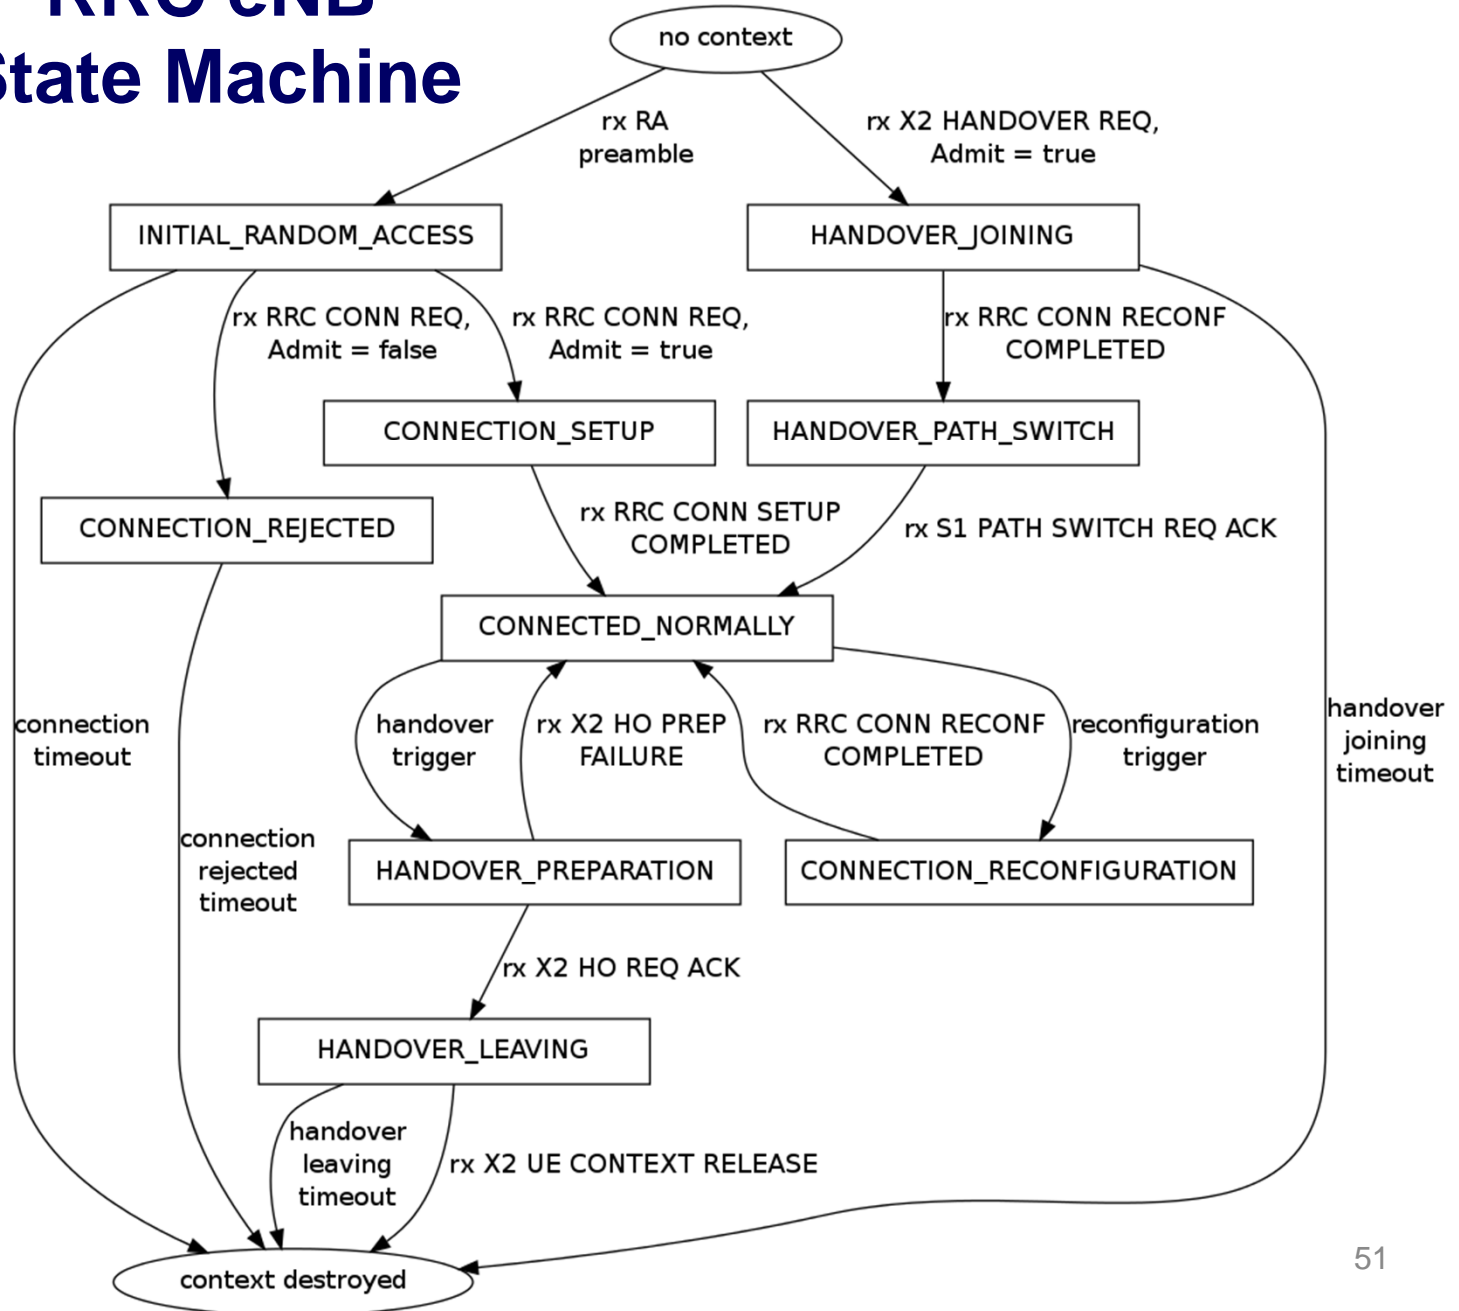 RRC eNB
State Machine
no context
rx RA
preamble
rx X2 HANDOVER REQ,
Admit = true
INITIAL_RANDOM_ACCESS
HANDOVER_JOINING
rx RRC CONN REQ,
Admit = false
rx RRC CONN REQ,
Admit = true
rx RRC CONN RECONF
COMPLETED
CONNECTION_SETUP
HANDOVER_PATH_SWITCH
CONNECTION_REJECTED
rx RRC CONN SETUP
COMPLETED
rx S1 PATH SWITCH REQ ACK
CONNECTED_NORMALLY
connection
timeout
handover
trigger
rx X2 HO PREP
FAILURE
rx RRC CONN RECONF
COMPLETED
reconfiguration
trigger
handover
joining
timeout
connection
rejected
timeout
HANDOVER_PREPARATION
CONNECTION_RECONFIGURATION
rx X2 HO REQ ACK
HANDOVER_LEAVING
handover
leaving
timeout
rx X2 UE CONTEXT RELEASE
context destroyed
51